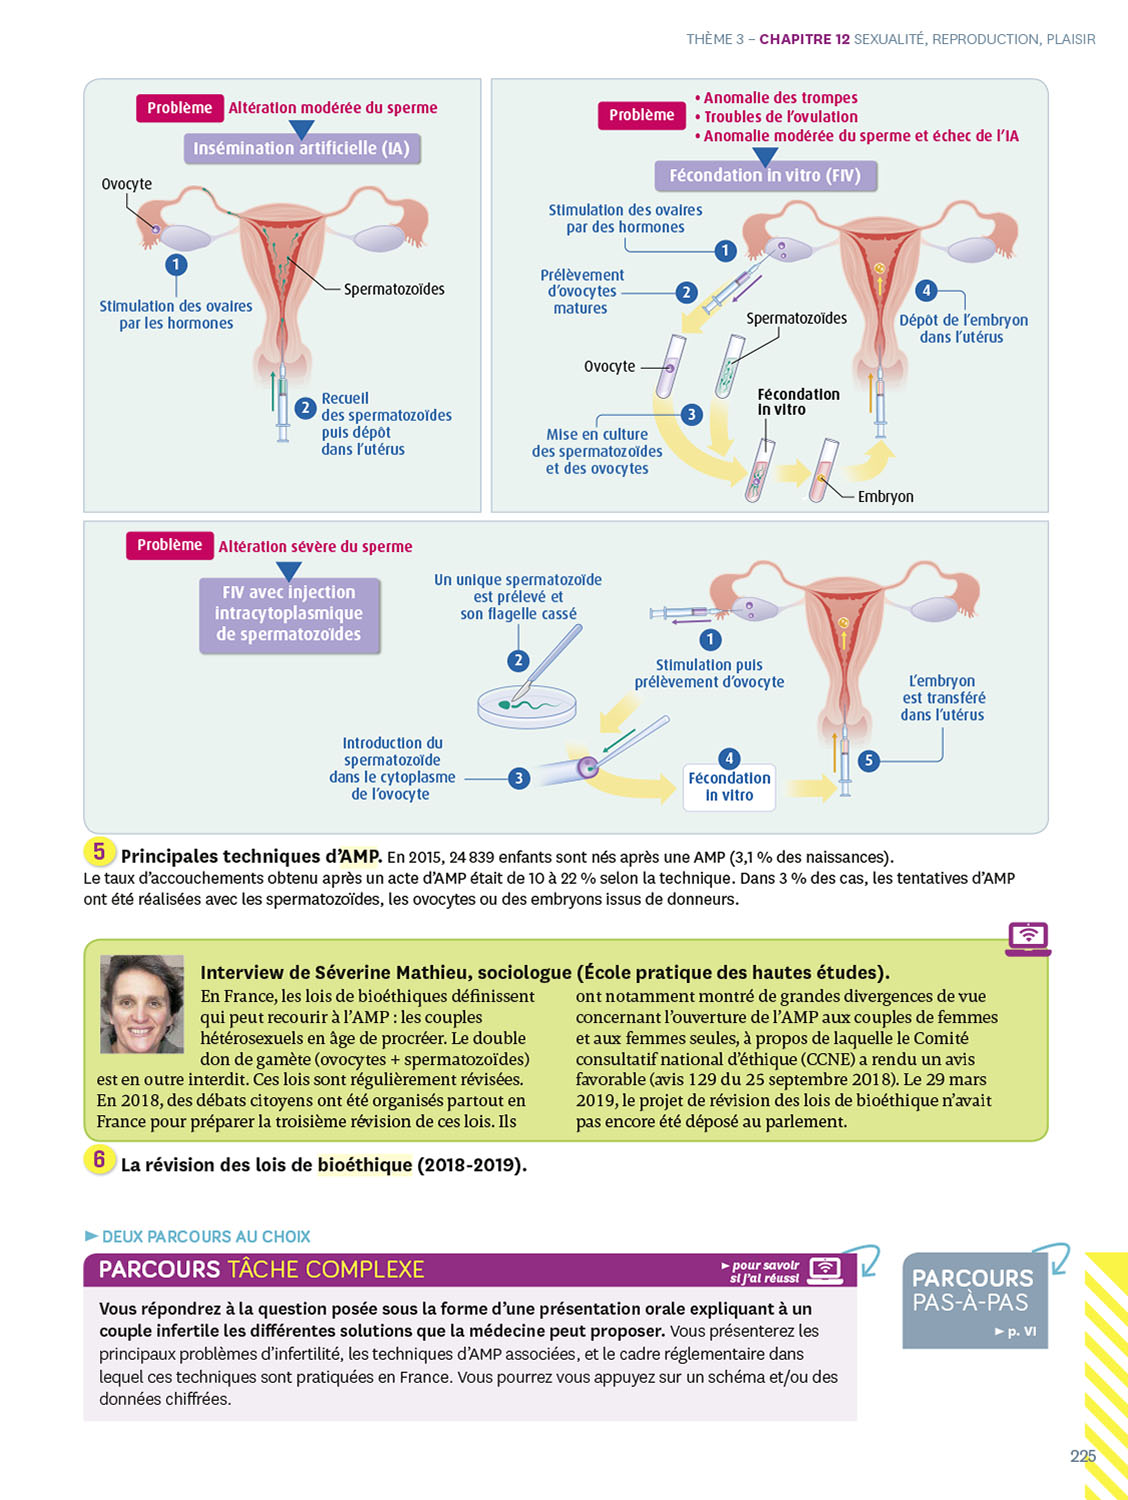 THÈME 3 – CHAPITRE 12 SEXUALITÉ, REPRODUCTION, PLAISIR
Problème
Altération modérée du sperme
Insémination artificielle (IA)
Ovocyte
1
Stimulation des ovaires
par les hormones
Spermatozoïdes
2
Recueil
des spermatozoïdes
puis dépôt
dans l'utérus
Problème
• Anomalie des trompes
• Troubles de l'ovulation
• Anomalie modérée du sperme et échec de l'IA
Fécondation in vitro (FIV)
Stimulation des ovaires
par des hormones
1
Prélèvement
d'ovocytes
matures
2
Spermatozoïdes
Ovocyte
4
Dépôt de l'embryon
dans l'utérus
Fécondation
in vitro
3
Mise en culture
des spermatozoïdes
et des ovocytes
Embryon
Problème
Altération sévère du sperme
FIV avec injection
intracytoplasmique
de spermatozoïdes
Un unique spermatozoïde
est prélevé et
son flagelle cassé
2
1
Stimulation puis
prélèvement d'ovocyte
L'embryon
est transféré
dans l'utérus
Introduction du
spermatozoïde
dans le cytoplasme
de l'ovocyte
3
4
Fécondation
in vitro
5
5 Principales techniques d'AMP. En 2015, 24 839 enfants sont nés après une AMP (3,1 % des naissances).
Le taux d'accouchements obtenu après un acte d'AMP était de 10 à 22 % selon la technique. Dans 3 % des cas, les tentatives d'AMP
ont été réalisées avec les spermatozoïdes, les ovocytes ou des embryons issus de donneurs.
Interview de Séverine Mathieu, sociologue (École pratique des hautes études).
En France, les lois de bioéthiques définissent
qui peut recourir à l'AMP : les couples
hétérosexuels en âge de procréer. Le double
don de gamète (ovocytes + spermatozoïdes)
est en outre interdit. Ces lois sont régulièrement révisées.
En 2018, des débats citoyens ont été organisés partout en
France pour préparer la troisième révision de ces lois. Ils
ont notamment montré de grandes divergences de vue
concernant l'ouverture de l'AMP aux couples de femmes
et aux femmes seules, à propos de laquelle le Comité
consultatif national d'éthique (CCNE) a rendu un avis
favorable (avis 129 du 25 septembre 2018). Le 29 mars
2019, le projet de révision des lois de bioéthique n'avait
pas encore été déposé au parlement.
6 La révision des lois de bioéthique (2018-2019).
► DEUX PARCOURS AU CHOIX
PARCOURS TÂCHE COMPLEXE
► pour savoir
si j'ai réussi
Vous répondrez à la question posée sous la forme d'une présentation orale expliquant à un
couple infertile les différentes solutions que la médecine peut proposer. Vous présenterez les
principaux problèmes d'infertilité, les techniques d'AMP associées, et le cadre réglementaire dans
lequel ces techniques sont pratiquées en France. Vous pourrez vous appuyez sur un schéma et/ou des
données chiffrées.
PARCOURS
PAS-À-PAS
► p. VI
225